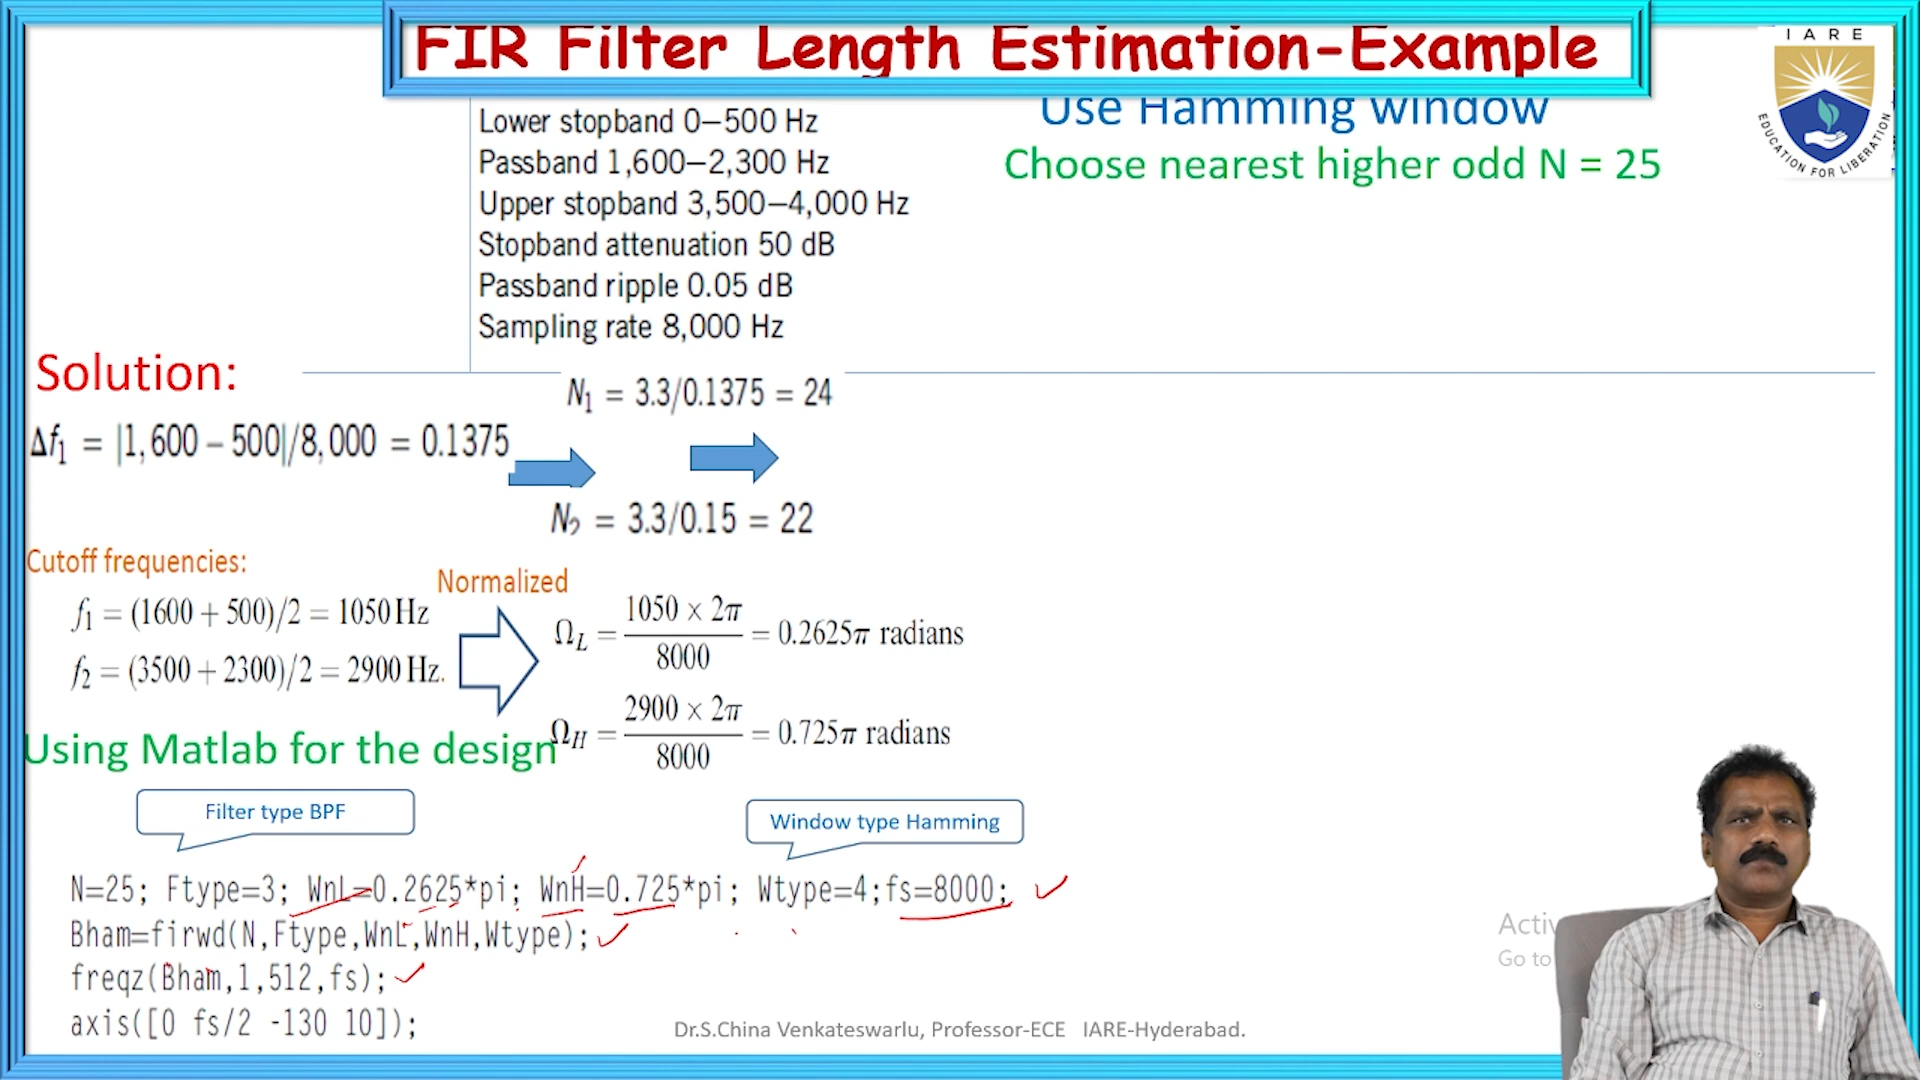 FIR Filter Length Estimation-Example
IARE
EDUCATION FOR LIBERATION
Use Hamming window
Choose nearest higher odd N = 25
Lower stopband 0–500 Hz
Passband 1,600–2,300 Hz
Upper stopband 3,500–4,000 Hz
Stopband attenuation 50 dB
Passband ripple 0.05 dB
Sampling rate 8,000 Hz
Solution:
N₁ = 3.3/0.1375 = 24
Δf₁ = |1,600 – 500|/8,000 = 0.1375
N₂ = 3.3/0.15 = 22
Cutoff frequencies:
Normalized
f₁ = (1600 + 500)/2 = 1050 Hz
f₂ = (3500 + 2300)/2 = 2900 Hz.
Ω_L = 1050 × 2π / 8000 = 0.2625π radians
Ω_H = 2900 × 2π / 8000 = 0.725π radians
Using Matlab for the design
Filter type BPF
Window type Hamming
N=25; Ftype=3; WnL=0.2625*pi; WnH=0.725*pi; Wtype=4;fs=8000;
Bham=firwd(N,Ftype,WnL,WnH,Wtype);
freqz(Bham,1,512,fs);
axis([0 fs/2 -130 10]);
Go to
Dr.S.China Venkateswarlu, Professor-ECE IARE-Hyderabad.